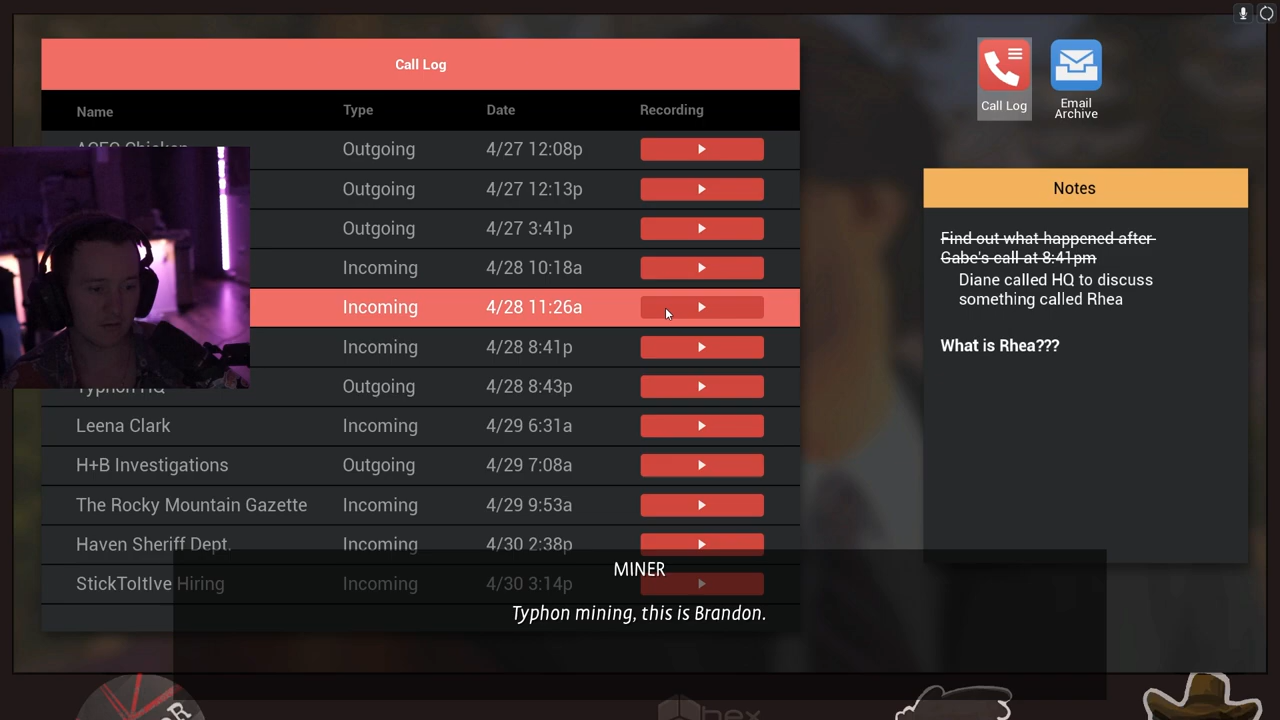 Call Log
Name Type Date Recording
ACES Chicken Outgoing 4/27 12:08p
Outgoing 4/27 12:13p
Outgoing 4/27 3:41p
Incoming 4/28 10:18a
Incoming 4/28 11:26a
Incoming 4/28 8:41p
Typhon HQ Outgoing 4/28 8:43p
Leena Clark Incoming 4/29 6:31a
H+B Investigations Outgoing 4/29 7:08a
The Rocky Mountain Gazette Incoming 4/29 9:53a
Haven Sheriff Dept. Incoming 4/30 2:38p
StickToItIve Hiring Incoming 4/30 3:14p
MINER
Typhon mining, this is Brandon.
Call Log
Email
Archive
Notes
Find out what happened after
Gabe's call at 8:41pm
Diane called HQ to discuss
something called Rhea
What is Rhea???
hex